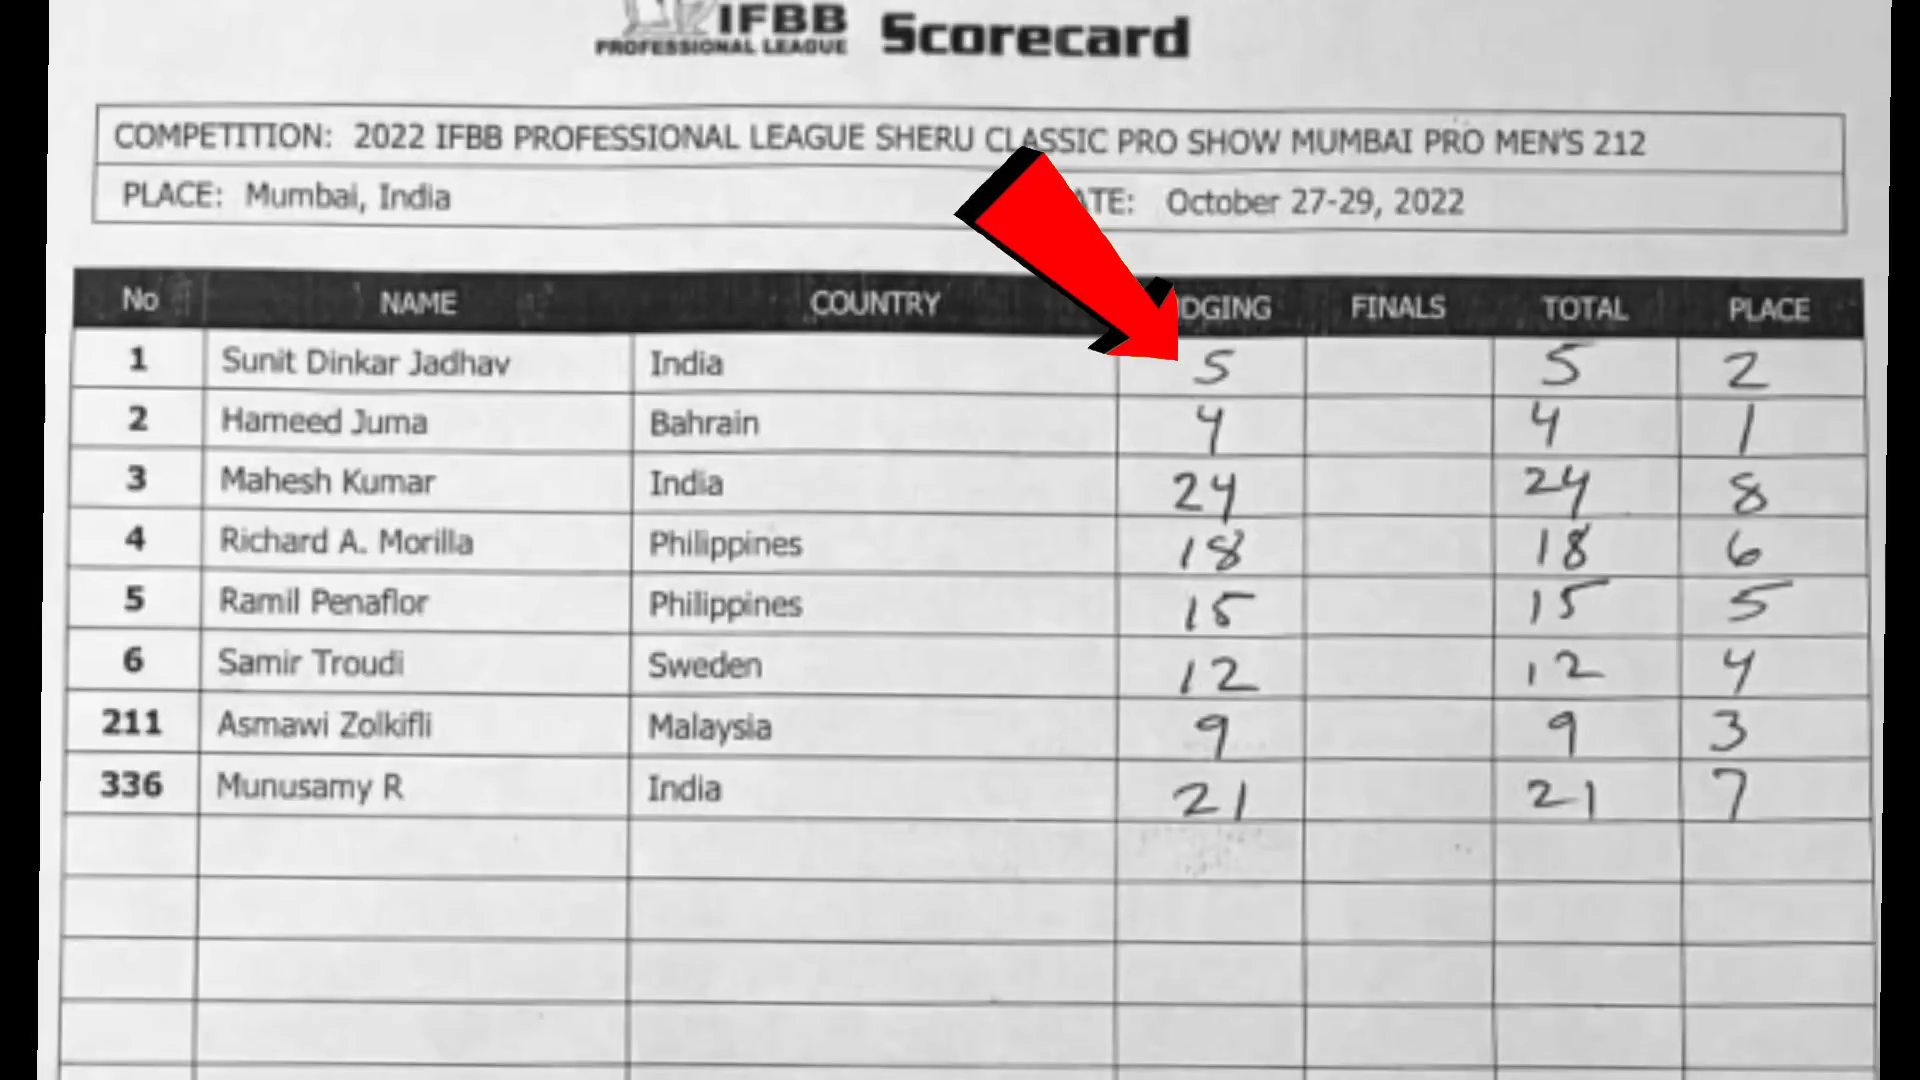 IFBB
PROFESSIONAL LEAGUE
Scorecard
COMPETITION: 2022 IFBB PROFESSIONAL LEAGUE SHERU CLASSIC PRO SHOW MUMBAI PRO MEN'S 212
PLACE: Mumbai, India ATE: October 27-29, 2022
No NAME COUNTRY DGING FINALS TOTAL PLACE
1 Sunit Dinkar Jadhav India 5 5 2
2 Hameed Juma Bahrain 4 4 1
3 Mahesh Kumar India 24 24 8
4 Richard A. Morilla Philippines 18 18 6
5 Ramil Penaflor Philippines 15 15 5
6 Samir Troudi Sweden 12 12 4
211 Asmawi Zolkifli Malaysia 9 9 3
336 Munusamy R India 21 21 7